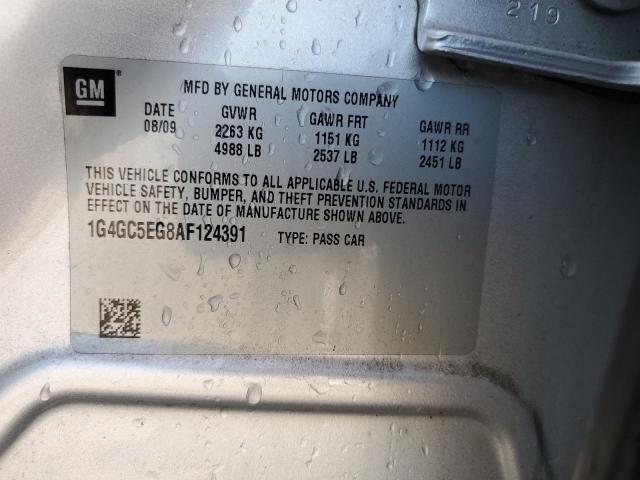 219
GM ®
MFD BY GENERAL MOTORS COMPANY
DATE GVWR GAWR FRT GAWR RR
08/09 2263 KG 1151 KG 1112 KG
4988 LB 2537 LB 2451 LB
THIS VEHICLE CONFORMS TO ALL APPLICABLE U.S. FEDERAL MOTOR
VEHICLE SAFETY, BUMPER, AND THEFT PREVENTION STANDARDS IN
EFFECT ON THE DATE OF MANUFACTURE SHOWN ABOVE.
1G4GC5EG8AF124391 TYPE: PASS CAR